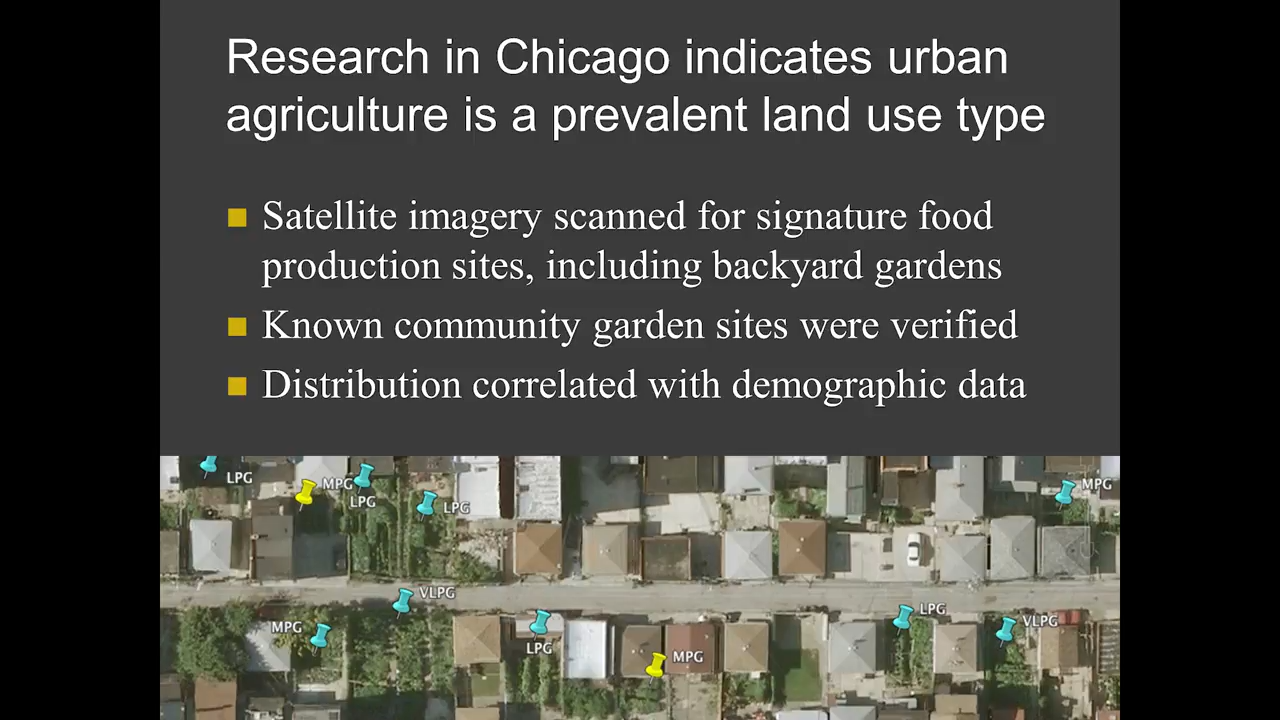 Research in Chicago indicates urban
agriculture is a prevalent land use type
Satellite imagery scanned for signature food
production sites, including backyard gardens
Known community garden sites were verified
Distribution correlated with demographic data
LPG
MPG
LPG
LPG
MPG
VLPG
MPG
LPG
MPG
LPG
VLPG